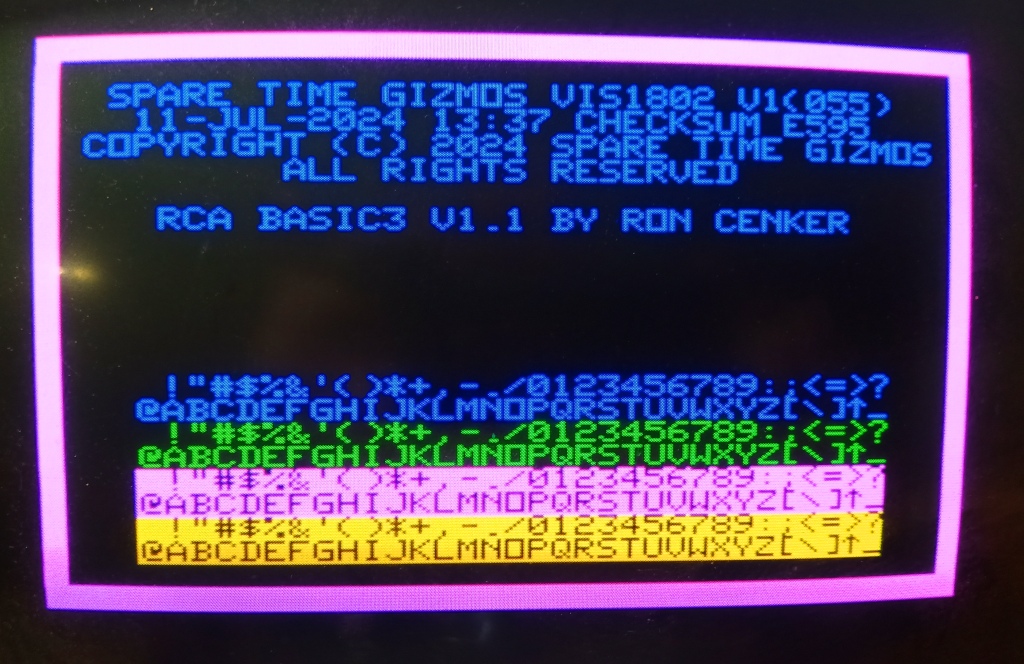 SPARE TIME GIZMOS VIS1802 V1(055)
11-JUL-2024 13:37 CHECKSUM E595
COPYRIGHT (C) 2024 SPARE TIME GIZMOS
ALL RIGHTS RESERVED
RCA BASIC3 V1.1 BY RON CENKER
!"#$%&'()*+,-./0123456789:;<=>?
@ABCDEFGHIJKLMNOPQRSTUVWXYZ[\]↑_
!"#$%&'()*+,-./0123456789:;<=>?
@ABCDEFGHIJKLMNOPQRSTUVWXYZ[\]↑_
!"#$%&'()*+,-./0123456789:;<=>?
@ABCDEFGHIJKLMNOPQRSTUVWXYZ[\]↑_
!"#$%&'()*+,-./0123456789:;<=>?
@ABCDEFGHIJKLMNOPQRSTUVWXYZ[\]↑_